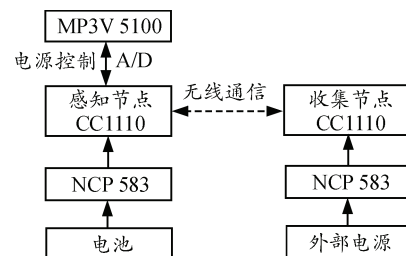 MP3V 5100
电源控制 A/D
感知节点
CC1110
无线通信
收集节点
CC1110
NCP 583
NCP 583
电池
外部电源